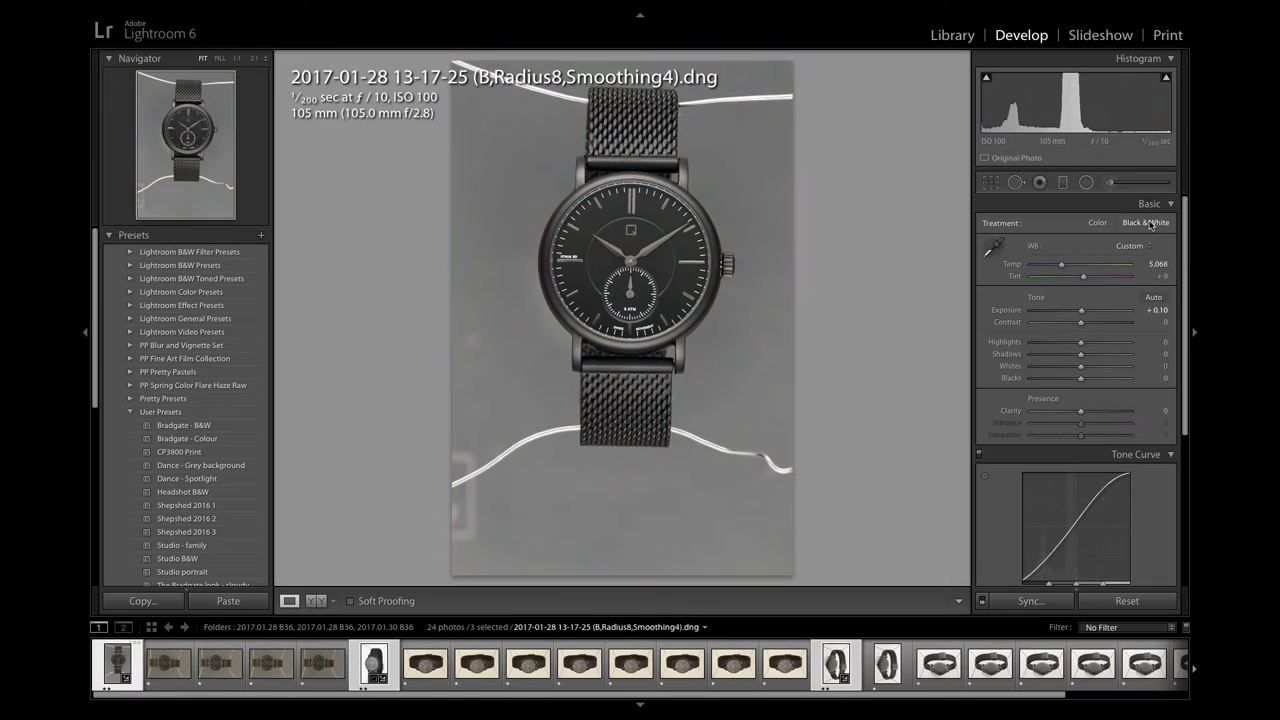 Lr
Adobe
Lightroom 6
Library
Develop
Slideshow
Print
Navigator
FIT
FILL
1:1
2:1
Presets
+
Lightroom B&W Filter Presets
Lightroom B&W Presets
Lightroom B&W Toned Presets
Lightroom Color Presets
Lightroom Effect Presets
Lightroom General Presets
Lightroom Video Presets
PP Blur and Vignette Set
PP Fine Art Film Collection
PP Pretty Pastels
PP Spring Color Flare Haze Raw
Pretty Presets
User Presets
Bradgate - B&W
Bradgate - Colour
CP3800 Print
Dance - Grey background
Dance - Spotlight
Headshot B&W
Shepshed 2016 1
Shepshed 2016 2
Shepshed 2016 3
Studio - family
Studio B&W
Studio portrait
The Bradgate look - cloudy
Copy...
Paste
2017-01-28 13-17-25 (B,Radius8,Smoothing4).dng
1/200 sec at ƒ / 10, ISO 100
105 mm (105.0 mm f/2.8)
Q
5 ATM
Soft Proofing
Histogram
ISO 100
105 mm
ƒ / 10
1/200 sec
Original Photo
Basic
Treatment :
Color
Black & White
WB :
Custom
Temp
5,068
Tint
+ 9
Tone
Auto
Exposure
+ 0.10
Contrast
0
Highlights
0
Shadows
0
Whites
0
Blacks
0
Presence
Clarity
0
Vibrance
Saturation
Tone Curve
Sync...
Reset
1
2
Folders : 2017.01.28 B36, 2017.01.28 B36, 2017.01.30 B36
24 photos /3 selected /2017-01-28 13-17-25 (B,Radius8,Smoothing4).dng
Filter :
No Filter